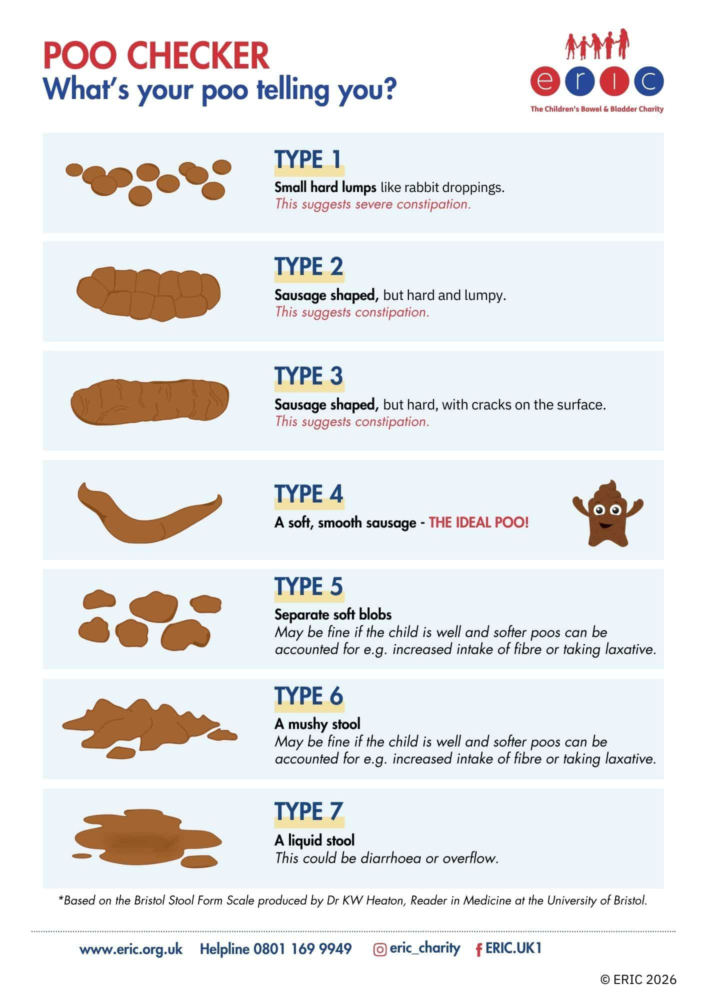 POO CHECKER
What's your poo telling you?
eric
The Children's Bowel & Bladder Charity
TYPE 1
Small hard lumps like rabbit droppings.
This suggests severe constipation.
TYPE 2
Sausage shaped, but hard and lumpy.
This suggests constipation.
TYPE 3
Sausage shaped, but hard, with cracks on the surface.
This suggests constipation.
TYPE 4
A soft, smooth sausage - THE IDEAL POO!
TYPE 5
Separate soft blobs
May be fine if the child is well and softer poos can be
accounted for e.g. increased intake of fibre or taking laxative.
TYPE 6
A mushy stool
May be fine if the child is well and softer poos can be
accounted for e.g. increased intake of fibre or taking laxative.
TYPE 7
A liquid stool
This could be diarrhoea or overflow.
*Based on the Bristol Stool Form Scale produced by Dr KW Heaton, Reader in Medicine at the University of Bristol.
www.eric.org.uk Helpline 0801 169 9949 eric_charity ERIC.UK1
© ERIC 2026